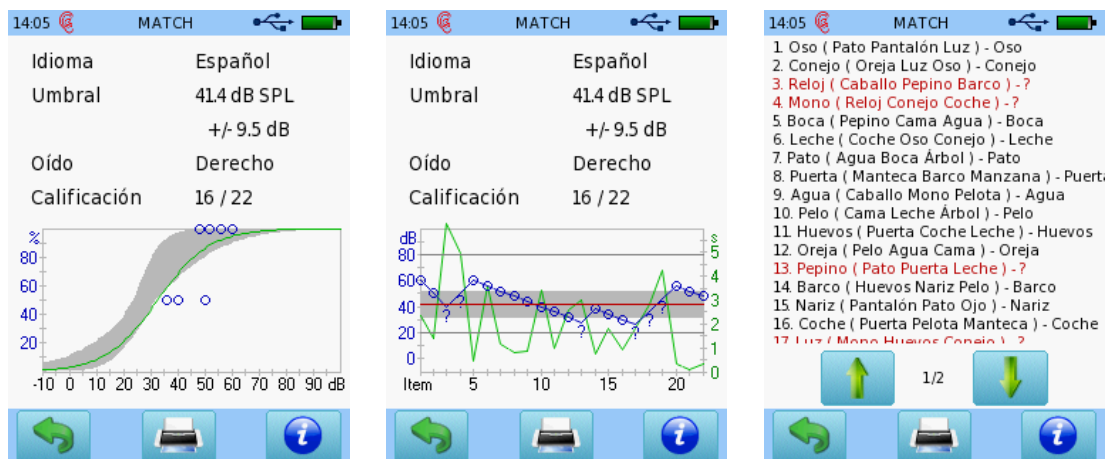 14:05 MATCH
Idioma Español
Umbral 41.4 dB SPL
+/- 9.5 dB
Oído Derecho
Calificación 16 / 22
%
80
60
40
20
-10 0 10 20 30 40 50 60 70 80 90 dB
14:05 MATCH
Idioma Español
Umbral 41.4 dB SPL
+/- 9.5 dB
Oído Derecho
Calificación 16 / 22
dB s
80 5
60 4
40 3
20 2
0 1
0
? ? ? ? ? ?
Item 5 10 15 20
14:05 MATCH
1. Oso ( Pato Pantalón Luz ) - Oso
2. Conejo ( Oreja Luz Oso ) - Conejo
3. Reloj ( Caballo Pepino Barco ) - ?
4. Mono ( Reloj Conejo Coche ) - ?
5. Boca ( Pepino Cama Agua ) - Boca
6. Leche ( Coche Oso Conejo ) - Leche
7. Pato ( Agua Boca Árbol ) - Pato
8. Puerta ( Manteca Barco Manzana ) - Puerta
9. Agua ( Caballo Mono Pelota ) - Agua
10. Pelo ( Cama Leche Árbol ) - Pelo
11. Huevos ( Puerta Coche Leche ) - Huevos
12. Oreja ( Pelo Agua Cama ) - Oreja
13. Pepino ( Pato Puerta Leche ) - ?
14. Barco ( Huevos Nariz Pelo ) - Barco
15. Nariz ( Pantalón Pato Ojo ) - Nariz
16. Coche ( Puerta Pelota Manteca ) - Coche
17. Luz ( Mono Huevos Conejo ) - ?
1/2
i
i